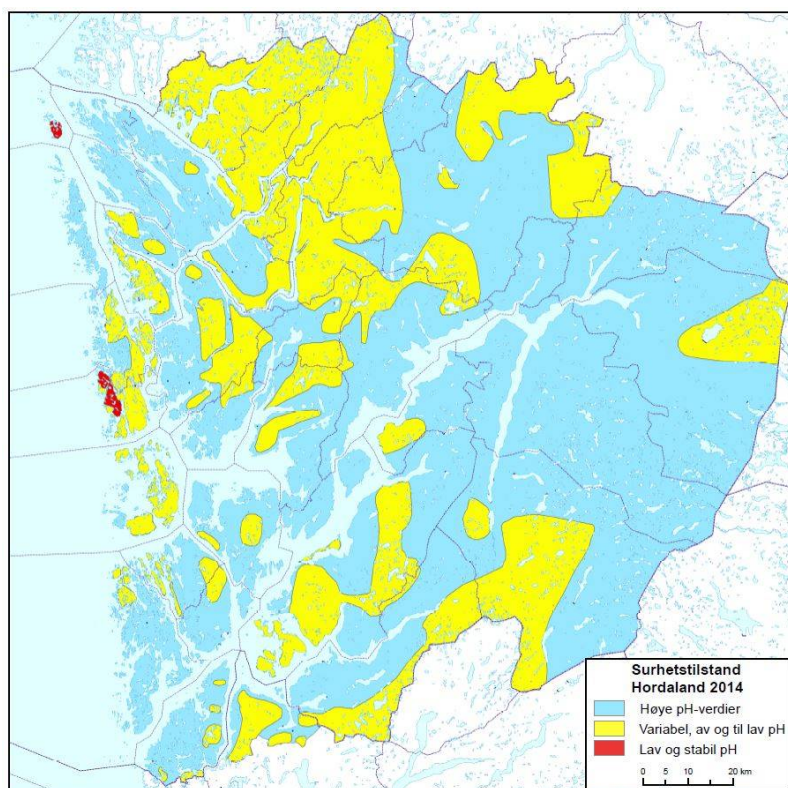 Surhetstilstand
Hordaland 2014
Høye pH-verdier
Variabel, av og til lav pH
Lav og stabil pH
0 5 10 20 km